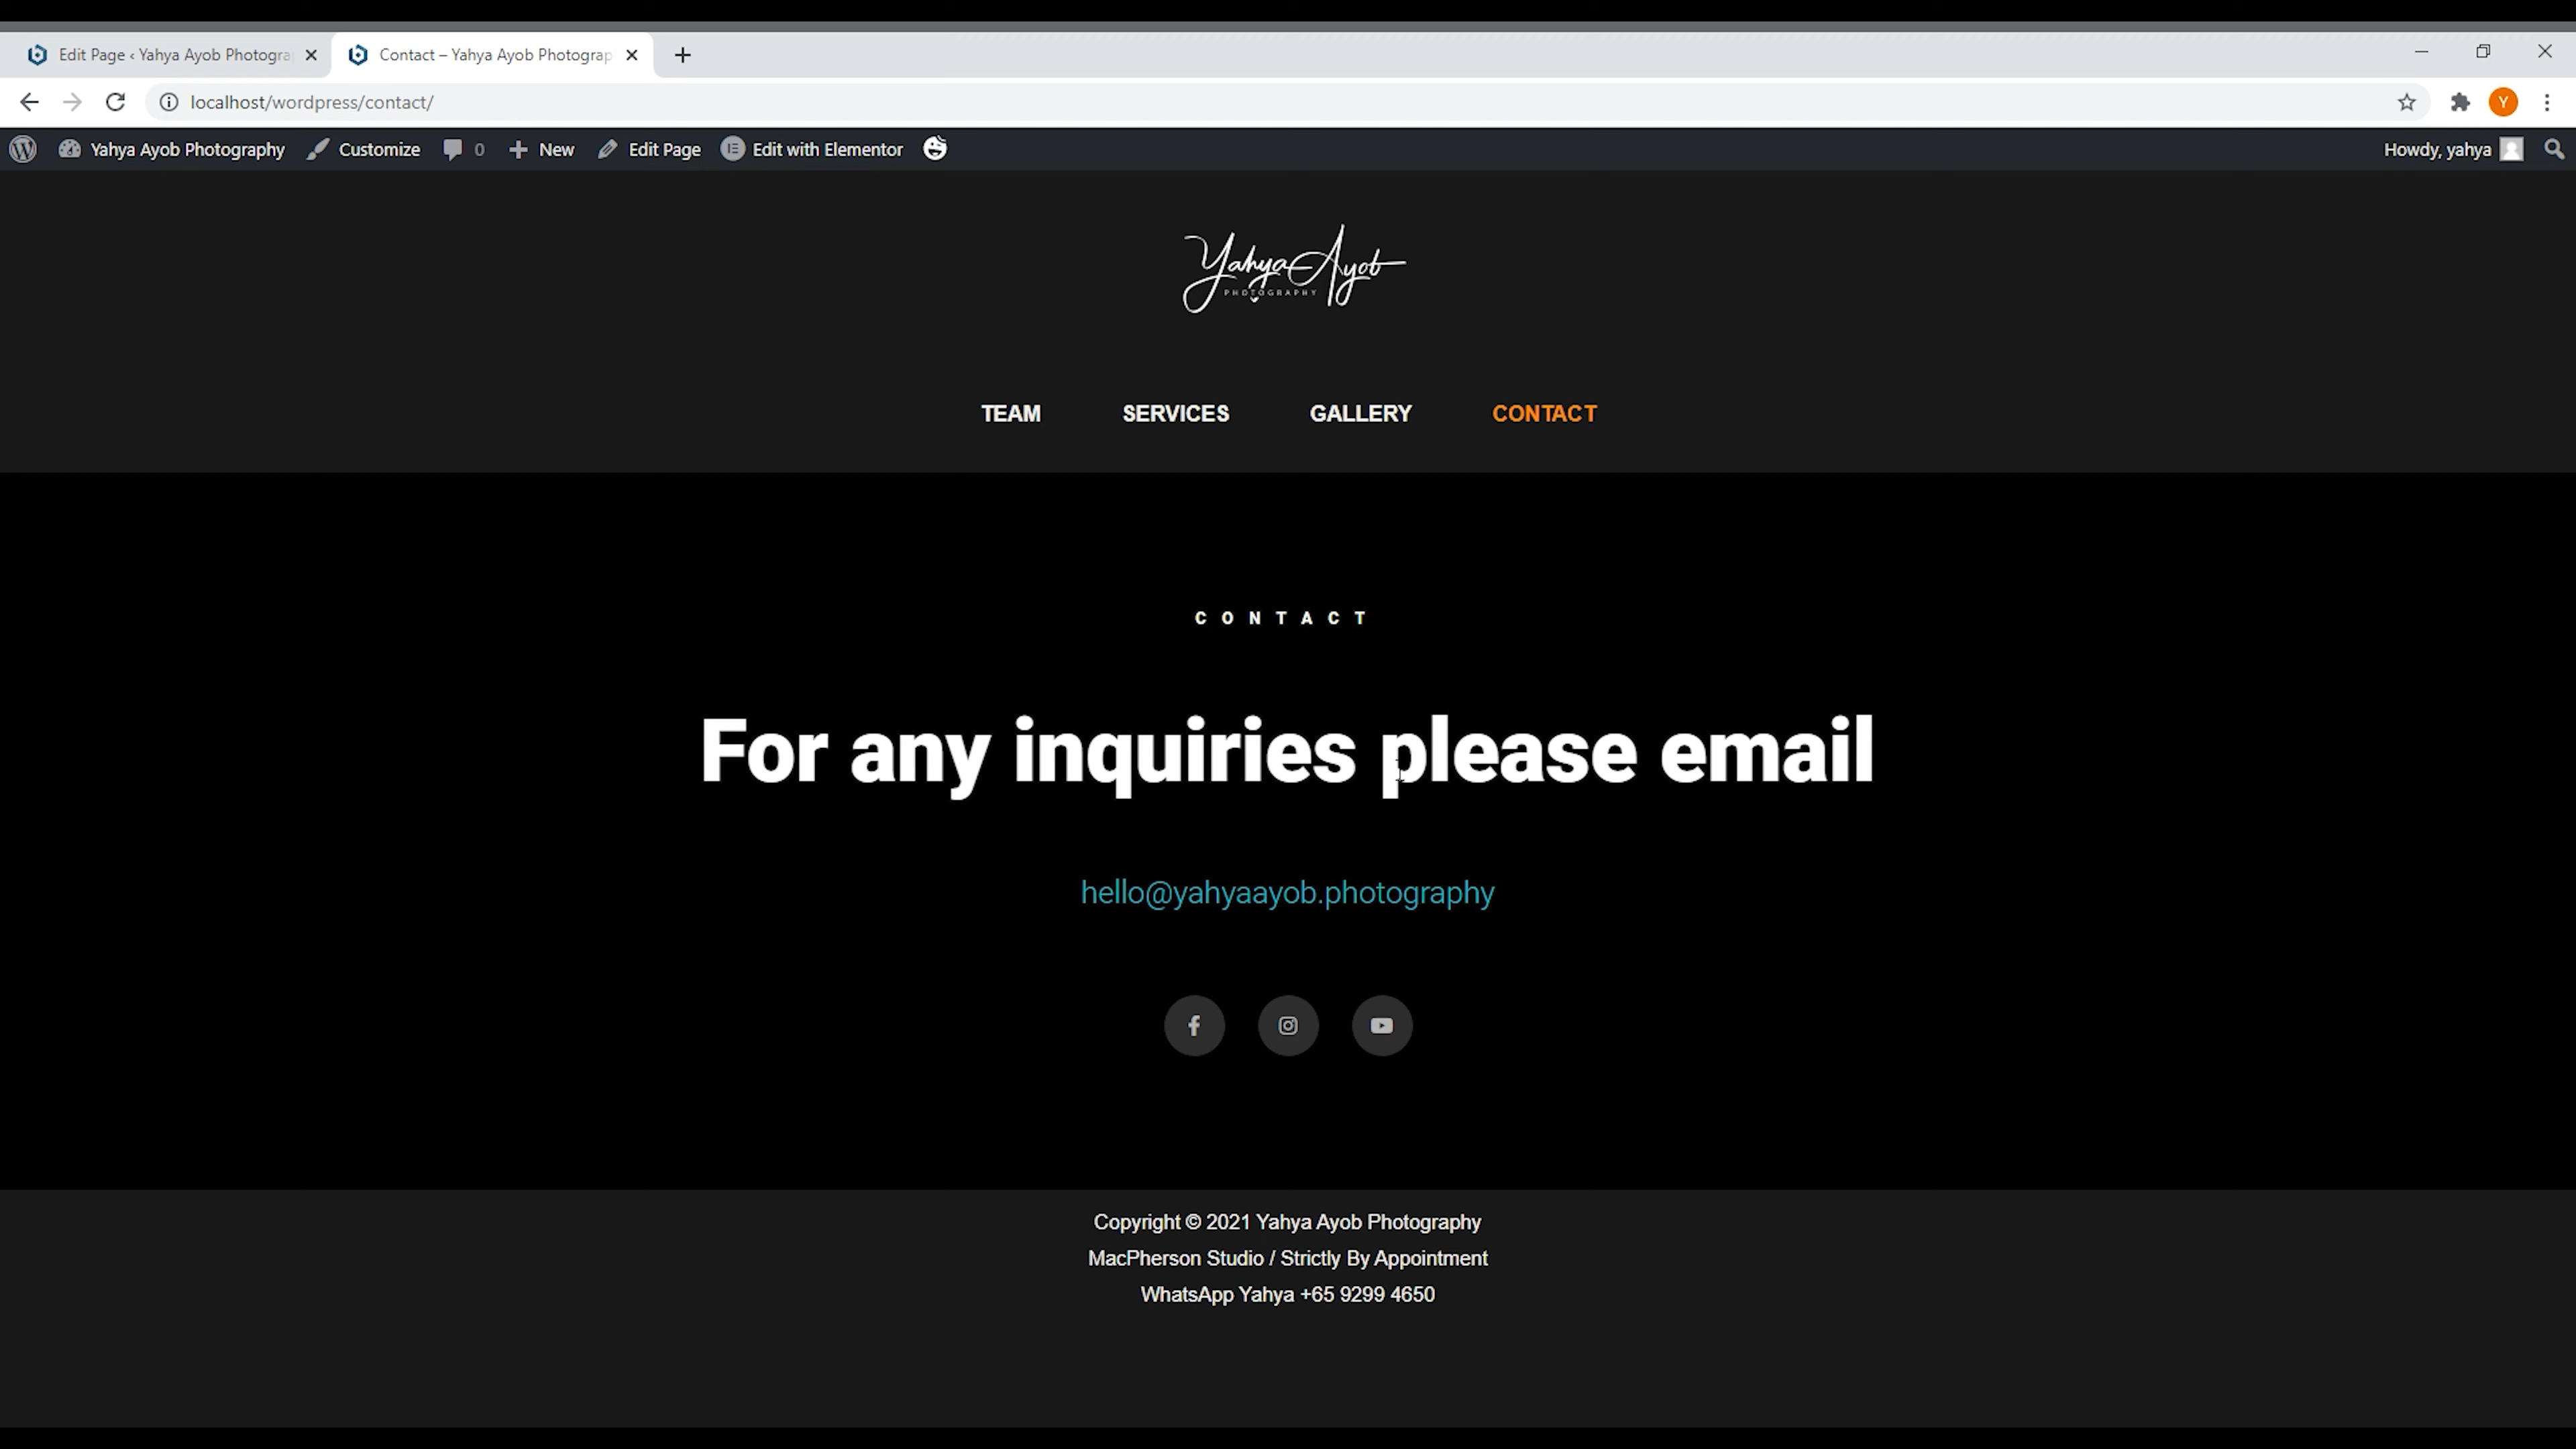 Edit Page ‹ Yahya Ayob Photogra
Contact – Yahya Ayob Photograp
localhost/wordpress/contact/
Y
Yahya Ayob Photography
Customize
0
New
Edit Page
Edit with Elementor
Howdy, yahya
Yahya Ayob
PHOTOGRAPHY
TEAM
SERVICES
GALLERY
CONTACT
CONTACT
For any inquiries please email
hello@yahyaayob.photography
Copyright © 2021 Yahya Ayob Photography
MacPherson Studio / Strictly By Appointment
WhatsApp Yahya +65 9299 4650